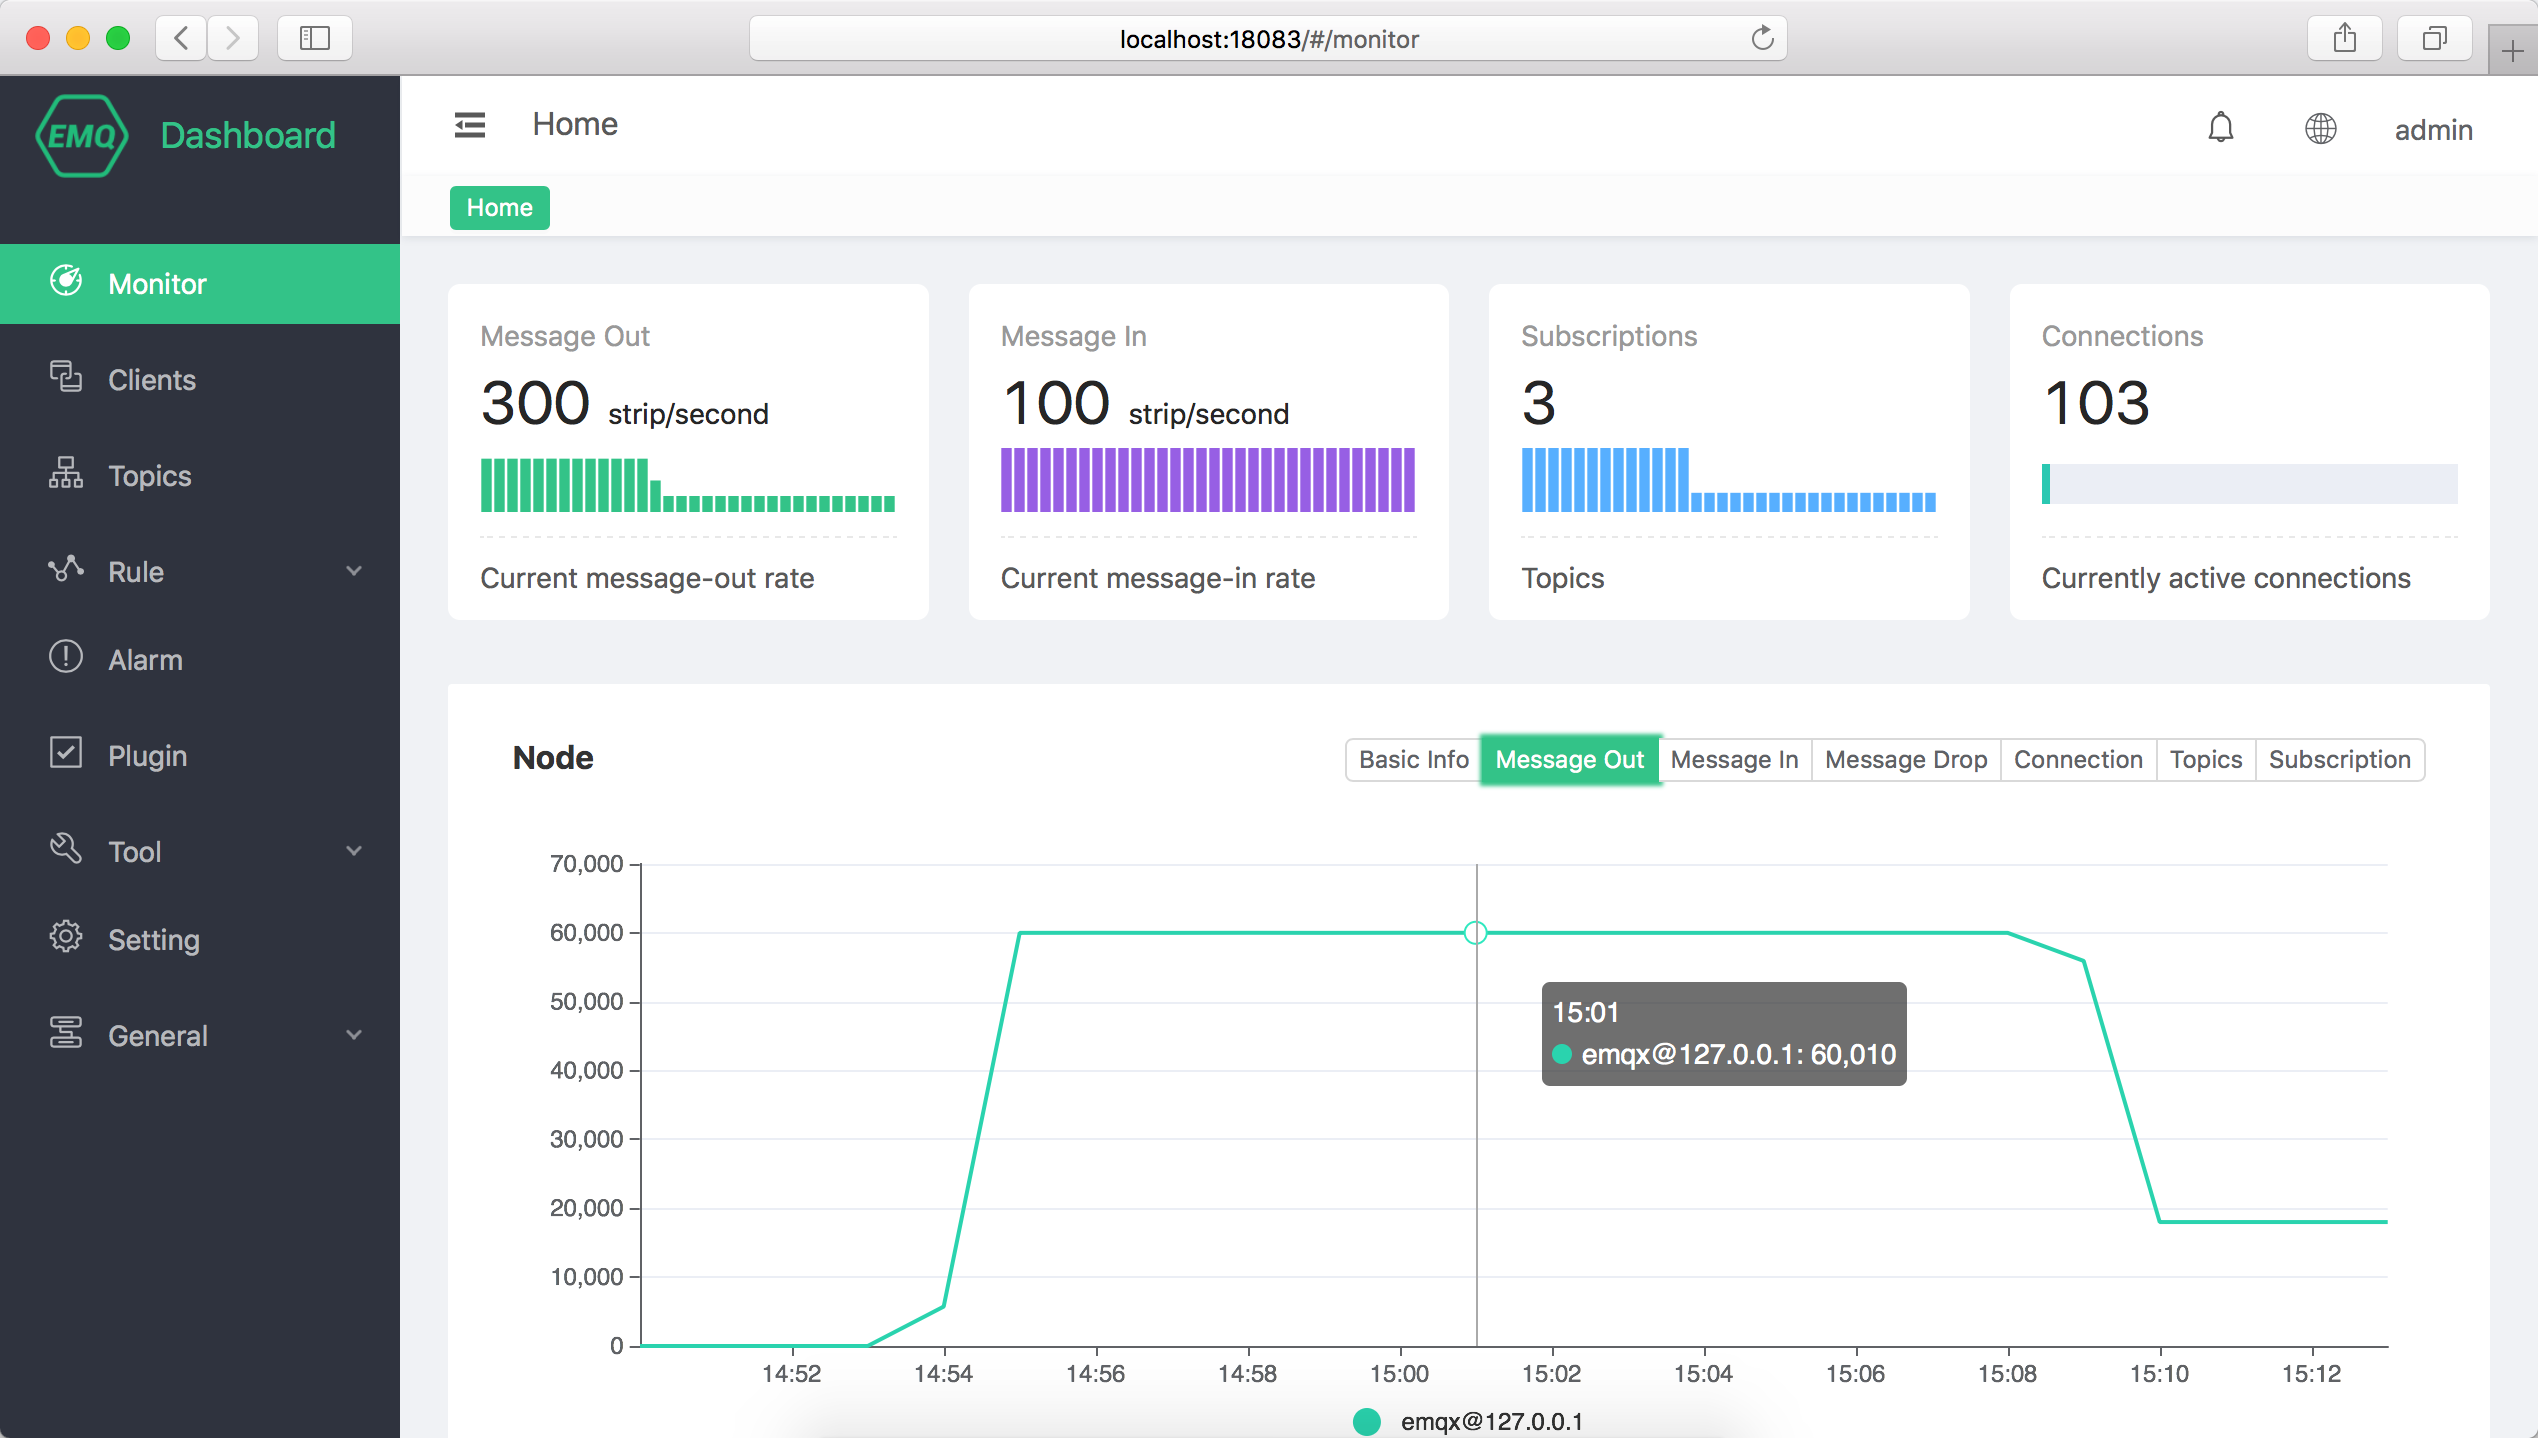 localhost:18083/#/monitor
EMQ Dashboard
Home
admin
Home
Monitor
Clients
Topics
Rule
Alarm
Plugin
Tool
Setting
General
Message Out
300 strip/second
Current message-out rate
Message In
100 strip/second
Current message-in rate
Subscriptions
3
Topics
Connections
103
Currently active connections
Node
Basic Info Message Out Message In Message Drop Connection Topics Subscription
70,000
60,000
50,000
40,000
30,000
20,000
10,000
0
15:01
emqx@127.0.0.1: 60,010
14:52 14:54 14:56 14:58 15:00 15:02 15:04 15:06 15:08 15:10 15:12
emqx@127.0.0.1